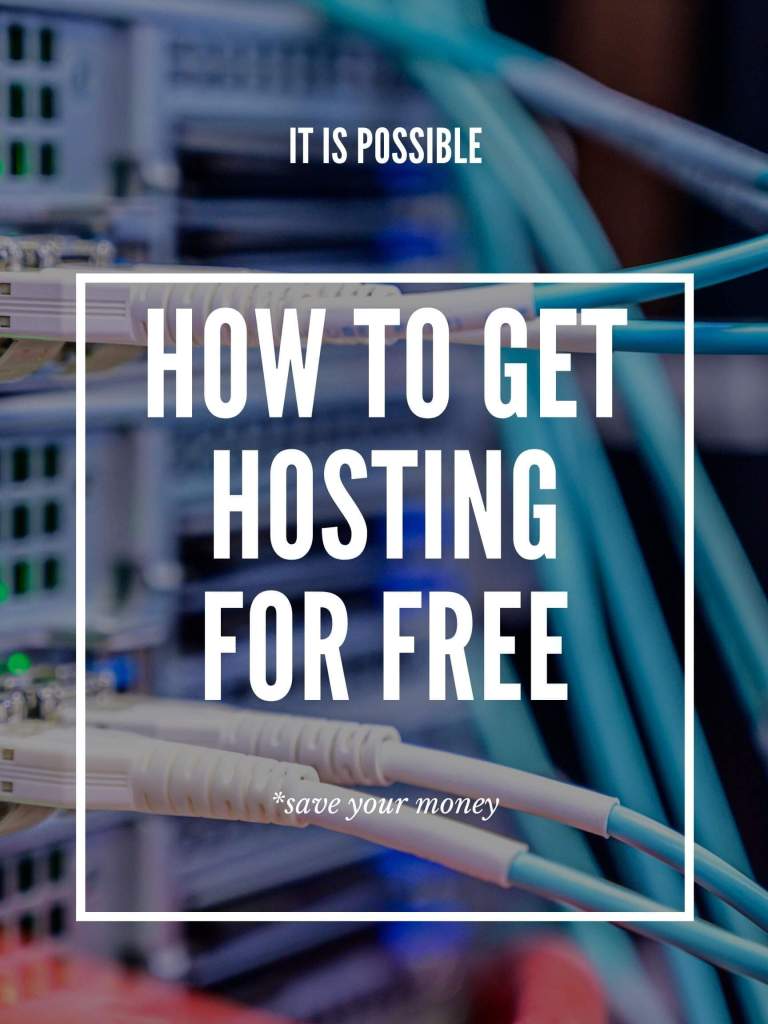 IT IS POSSIBLE
HOW TO GET
HOSTING
FOR FREE
*save your money